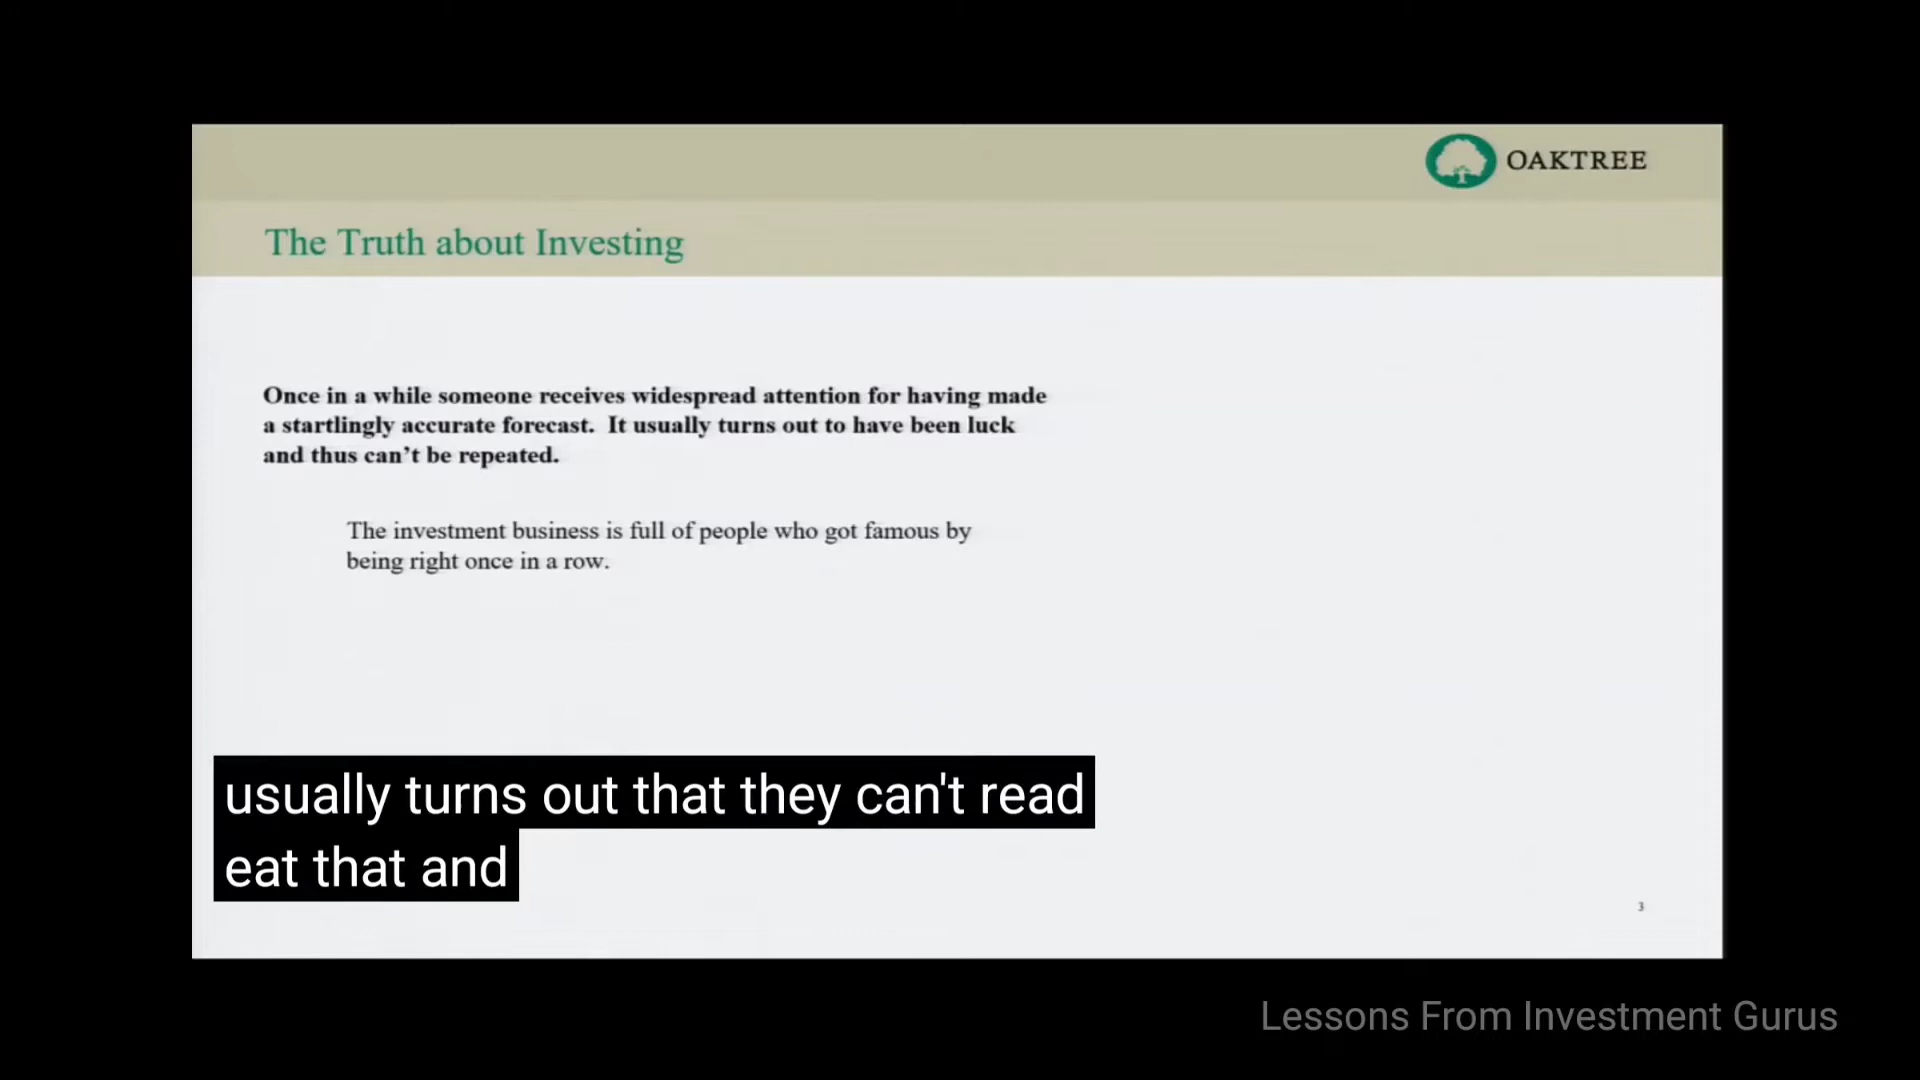 OAKTREE
The Truth about Investing
Once in a while someone receives widespread attention for having made
a startlingly accurate forecast.  It usually turns out to have been luck
and thus can’t be repeated.
The investment business is full of people who got famous by
being right once in a row.
usually turns out that they can't read
eat that and
3
Lessons From Investment Gurus